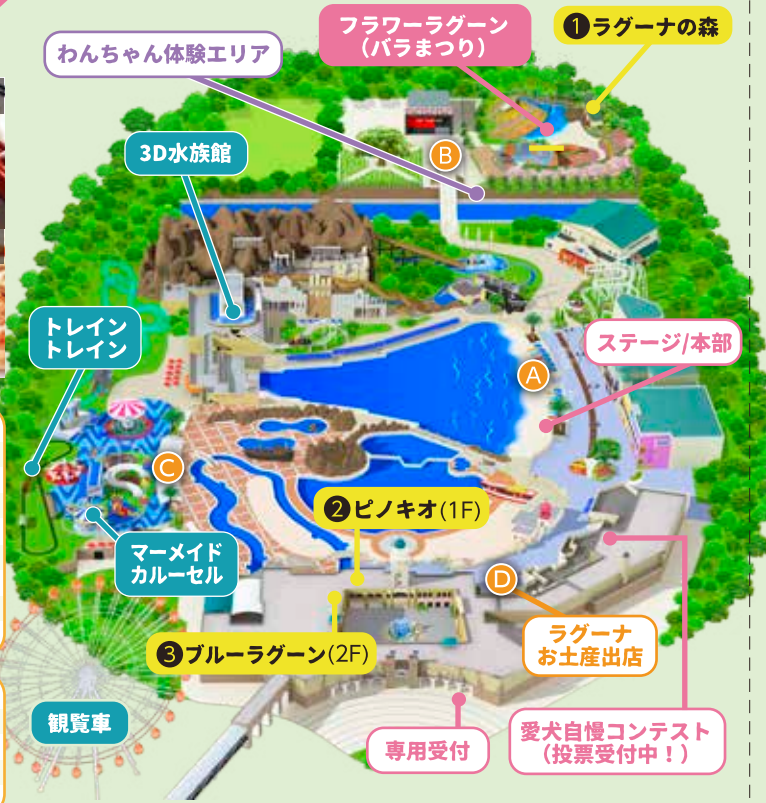 フラワーラグーン
（バラまつり）
❶ラグーナの森
わんちゃん体験エリア
3D水族館
B
トレイン
トレイン
ステージ/本部
A
C
❷ピノキオ(1F)
マーメイド
カルーセル
D
❸ブルーラグーン(2F)
ラグーナ
お土産出店
観覧車
専用受付
愛犬自慢コンテスト
（投票受付中！）